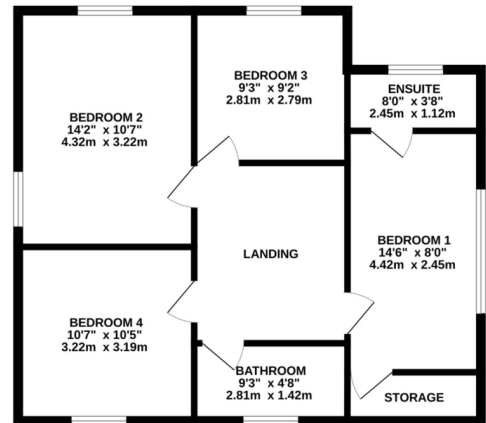 BEDROOM 2
14'2" x 10'7"
4.32m x 3.22m
BEDROOM 3
9'3" x 9'2"
2.81m x 2.79m
ENSUITE
8'0" x 3'8"
2.45m x 1.12m
BEDROOM 1
14'6" x 8'0"
4.42m x 2.45m
LANDING
BEDROOM 4
10'7" x 10'5"
3.22m x 3.19m
BATHROOM
9'3" x 4'8"
2.81m x 1.42m
STORAGE